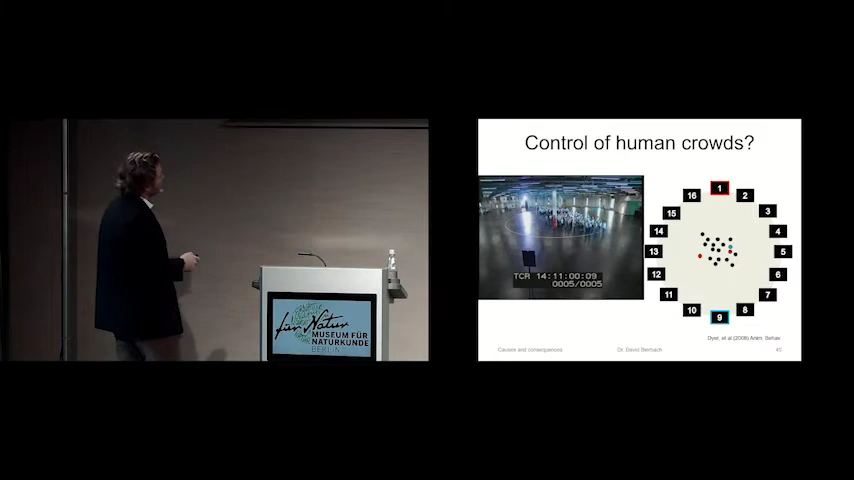 Control of human crowds?
1
16
2
15
3
14
4
13
5
12
6
11
7
10
8
9
TCR 14:11:00:09
0005/0005
für Natur
MUSEUM FÜR
NATURKUNDE
BERLIN
Dyer, et al (2008) Anim. Behav.
Causes and consequences
Dr. David Bierbach